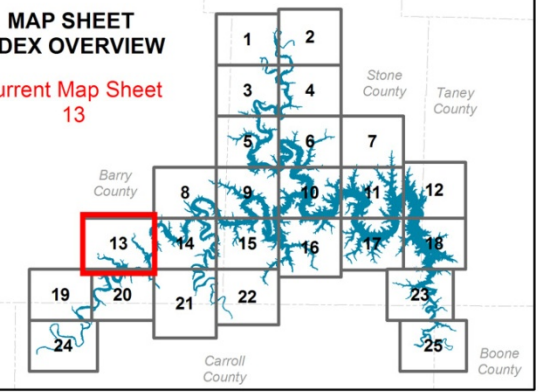 MAP SHEET
NDEX OVERVIEW
urrent Map Sheet
13
1 2
Stone
County
Taney
County
3 4
5 6 7
Barry
County
8 9 10 11 12
13 14 15 16 17 18
19 20 21 22 23
24 25
Carroll
County
Boone
County